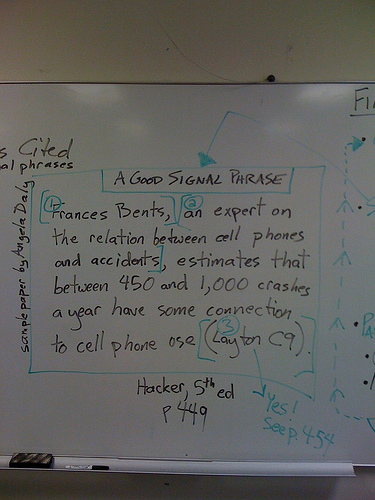 s Cited
al phrases
A GOOD SIGNAL PHRASE
sample paper by Angela Daly
[① Frances Bents,] [② an expert on
the relation between cell phones
and accidents], estimates that
between 450 and 1,000 crashes
a year have some connection
to cell phone use [③ (Layton C9)].
Hacker, 5th ed
p 449
Yes!
see p. 454
FI